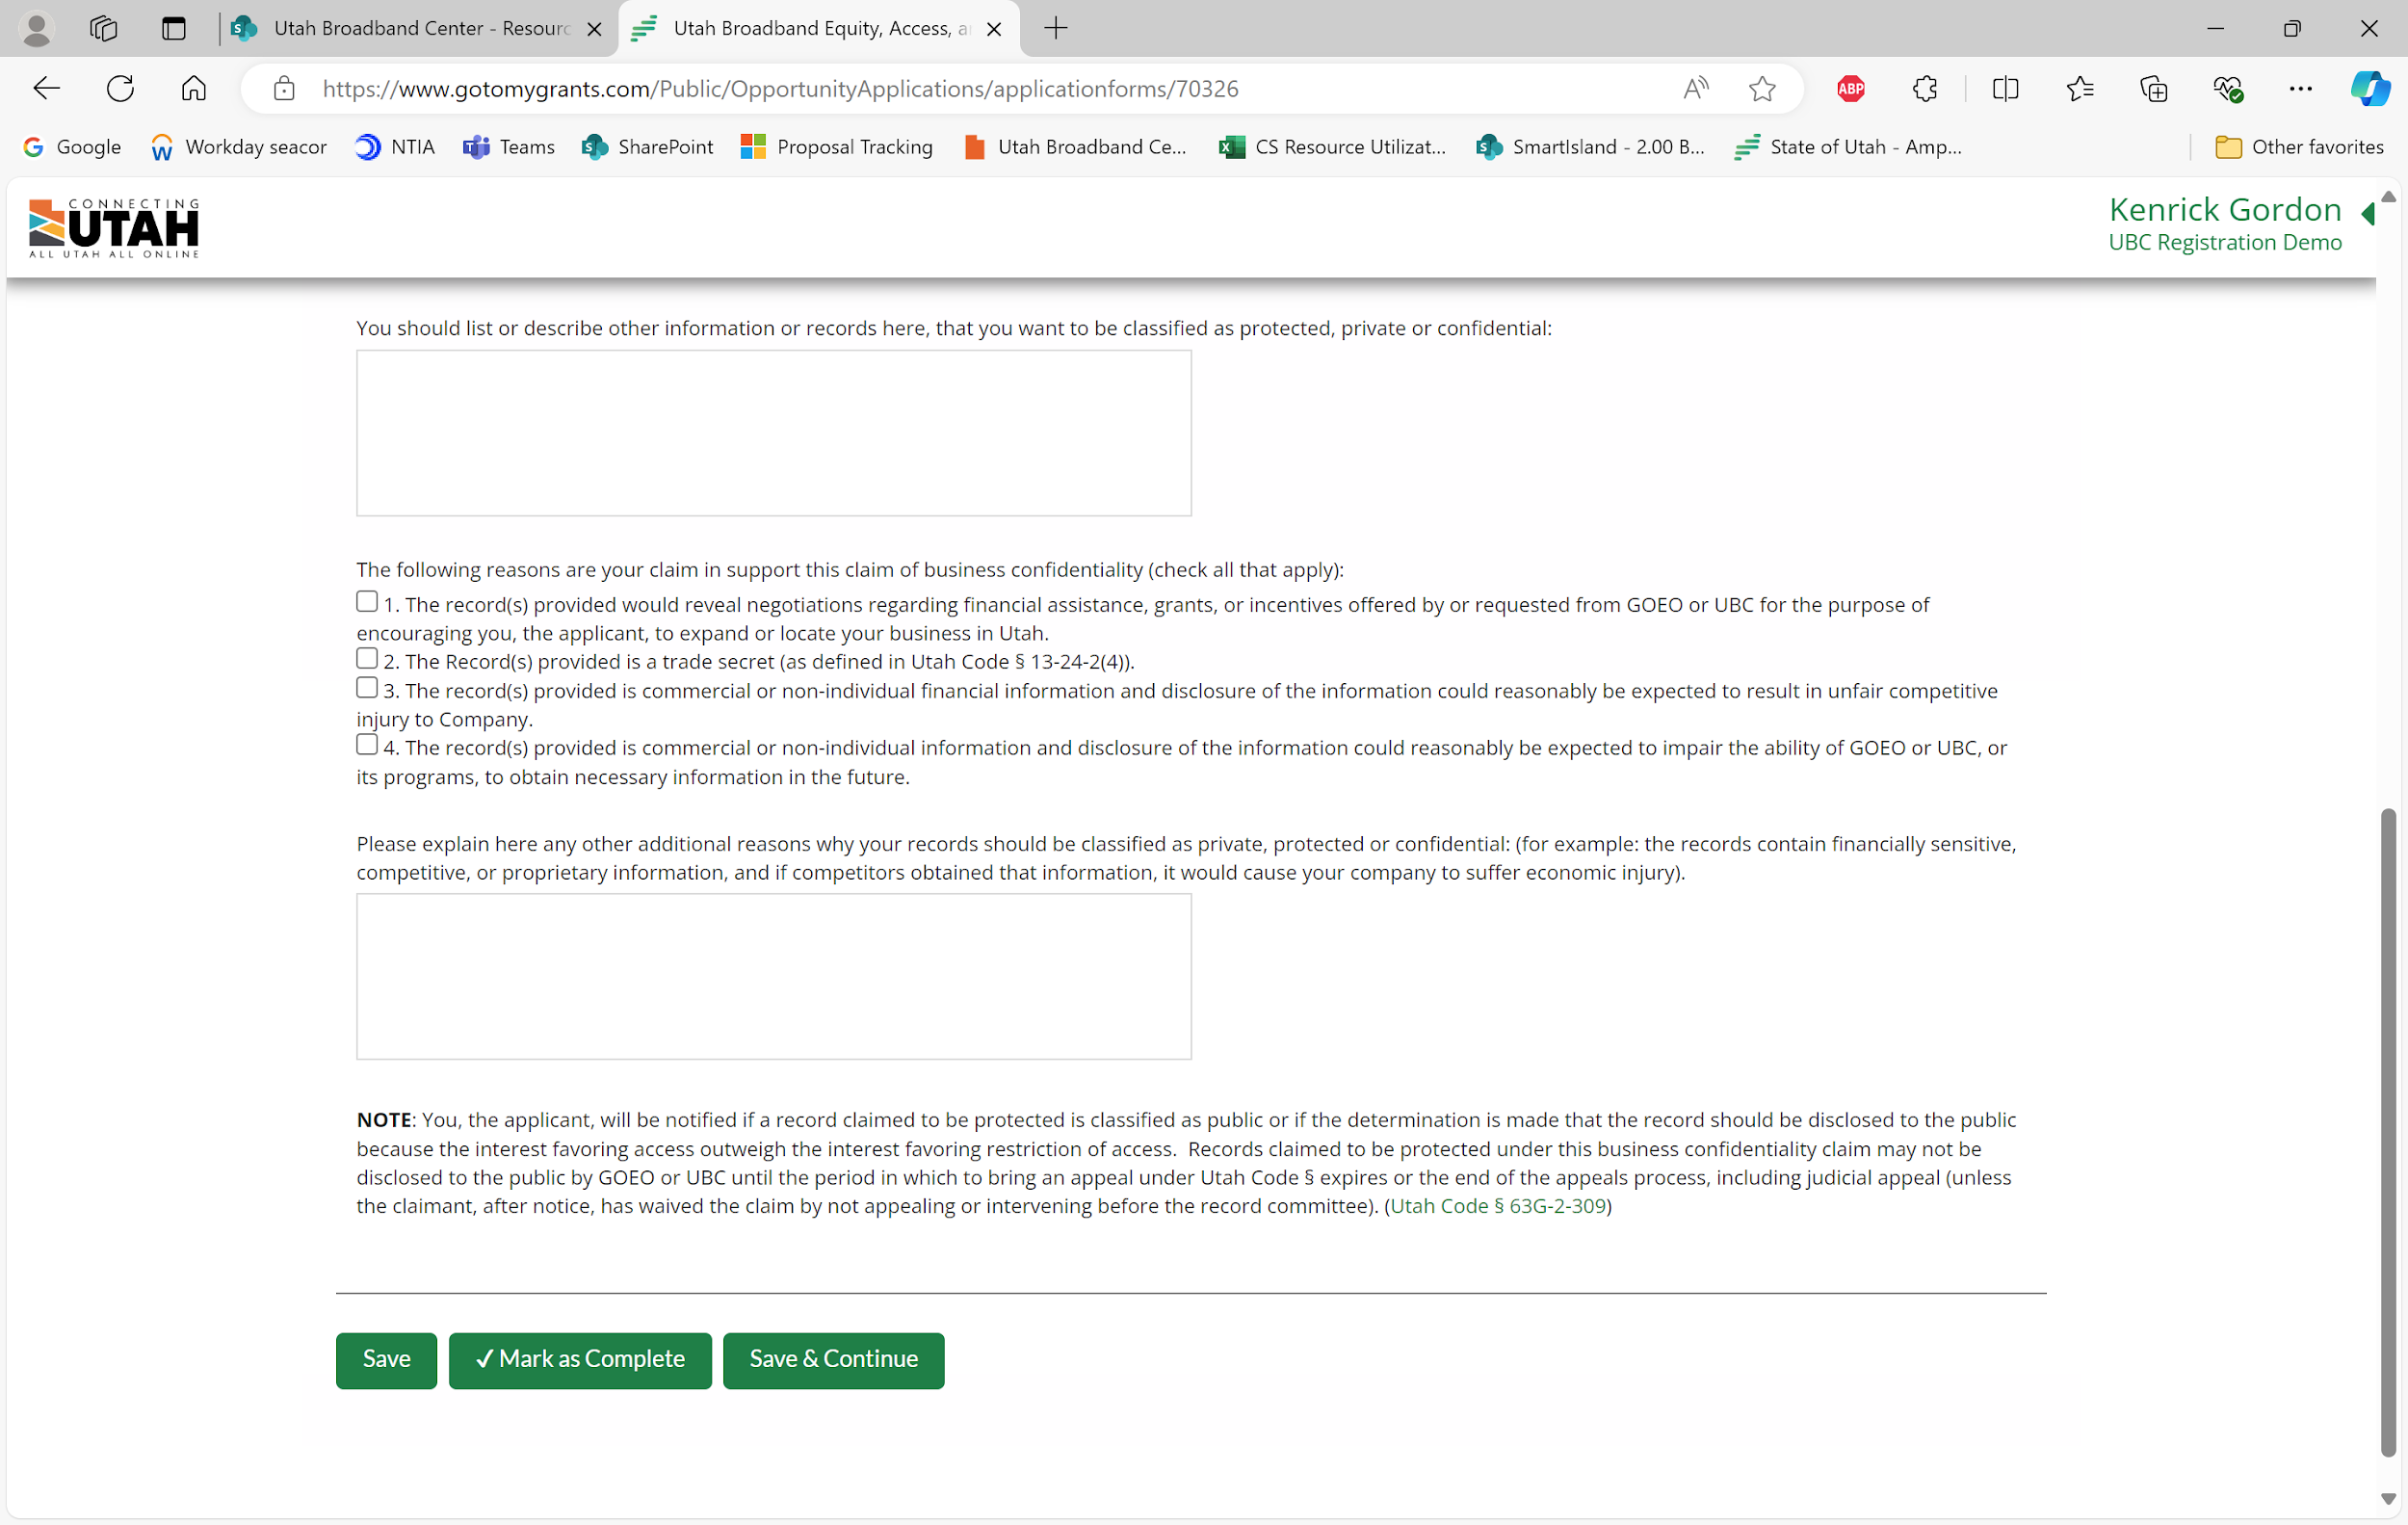 Utah Broadband Center - Resourc
Utah Broadband Equity, Access, a
https://www.gotomygrants.com/Public/OpportunityApplications/applicationforms/70326
ABP
Google
Workday seacor
NTIA
Teams
SharePoint
Proposal Tracking
Utah Broadband Ce...
CS Resource Utilizat...
SmartIsland - 2.00 B...
State of Utah - Amp...
Other favorites
CONNECTING
UTAH
ALL UTAH ALL ONLINE
Kenrick Gordon
UBC Registration Demo
You should list or describe other information or records here, that you want to be classified as protected, private or confidential:
The following reasons are your claim in support this claim of business confidentiality (check all that apply):
1. The record(s) provided would reveal negotiations regarding financial assistance, grants, or incentives offered by or requested from GOEO or UBC for the purpose of
encouraging you, the applicant, to expand or locate your business in Utah.
2. The Record(s) provided is a trade secret (as defined in Utah Code § 13-24-2(4)).
3. The record(s) provided is commercial or non-individual financial information and disclosure of the information could reasonably be expected to result in unfair competitive
injury to Company.
4. The record(s) provided is commercial or non-individual information and disclosure of the information could reasonably be expected to impair the ability of GOEO or UBC, or
its programs, to obtain necessary information in the future.
Please explain here any other additional reasons why your records should be classified as private, protected or confidential: (for example: the records contain financially sensitive,
competitive, or proprietary information, and if competitors obtained that information, it would cause your company to suffer economic injury).
NOTE: You, the applicant, will be notified if a record claimed to be protected is classified as public or if the determination is made that the record should be disclosed to the public
because the interest favoring access outweigh the interest favoring restriction of access.  Records claimed to be protected under this business confidentiality claim may not be
disclosed to the public by GOEO or UBC until the period in which to bring an appeal under Utah Code § expires or the end of the appeals process, including judicial appeal (unless
the claimant, after notice, has waived the claim by not appealing or intervening before the record committee). (Utah Code § 63G-2-309)
Save
✓ Mark as Complete
Save & Continue